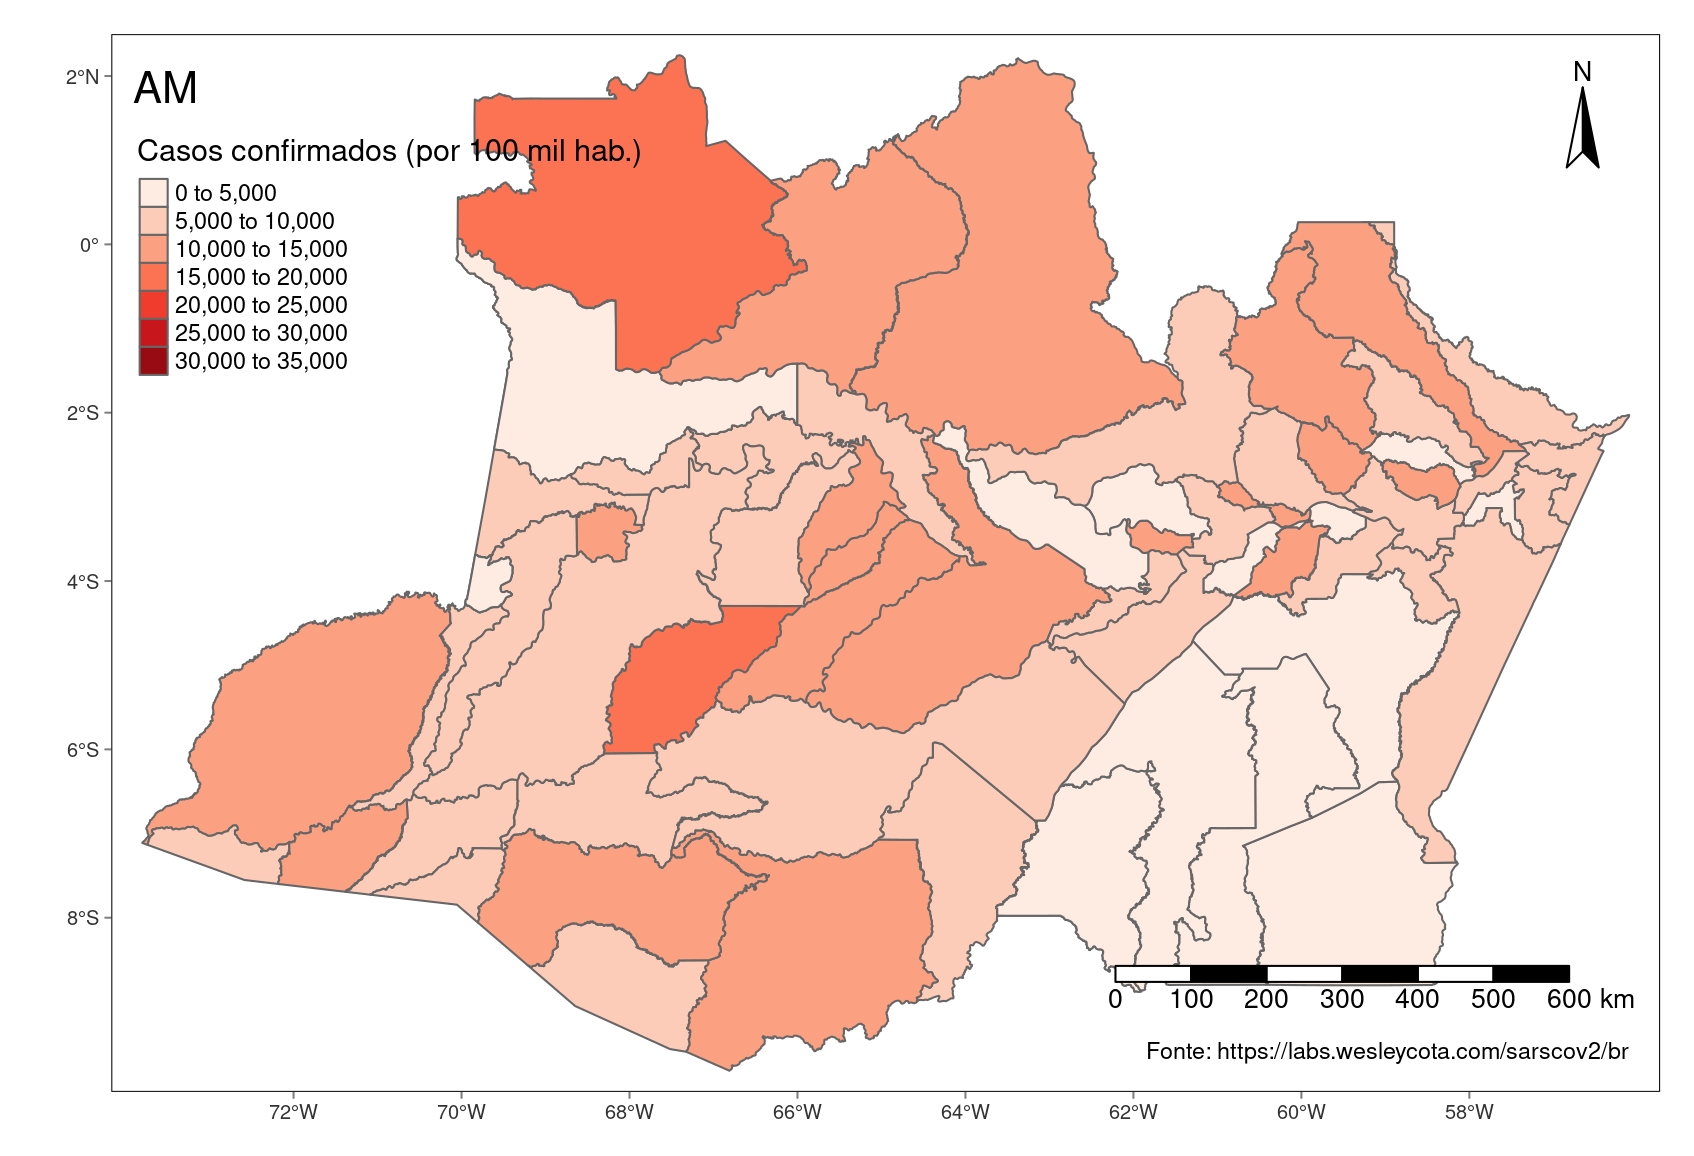 AM
N
Casos confirmados (por 100 mil hab.)
0 to 5,000
5,000 to 10,000
10,000 to 15,000
15,000 to 20,000
20,000 to 25,000
25,000 to 30,000
30,000 to 35,000
2°N
0°
2°S
4°S
6°S
8°S
0 100 200 300 400 500 600 km
Fonte: https://labs.wesleycota.com/sarscov2/br
72°W 70°W 68°W 66°W 64°W 62°W 60°W 58°W